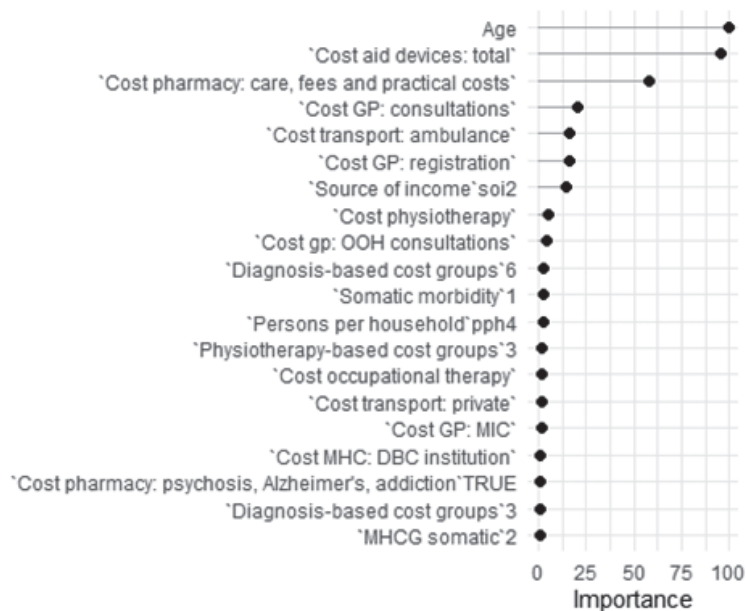 Age
`Cost aid devices: total`
`Cost pharmacy: care, fees and practical costs`
`Cost GP: consultations`
`Cost transport: ambulance`
`Cost GP: registration`
`Source of income`soi2
`Cost physiotherapy`
`Cost gp: OOH consultations`
`Diagnosis-based cost groups`6
`Somatic morbidity`1
`Persons per household`pph4
`Physiotherapy-based cost groups`3
`Cost occupational therapy`
`Cost transport: private`
`Cost GP: MIC`
`Cost MHC: DBC institution`
`Cost pharmacy: psychosis, Alzheimer's, addiction`TRUE
`Diagnosis-based cost groups`3
`MHCG somatic`2
0 25 50 75 100
Importance